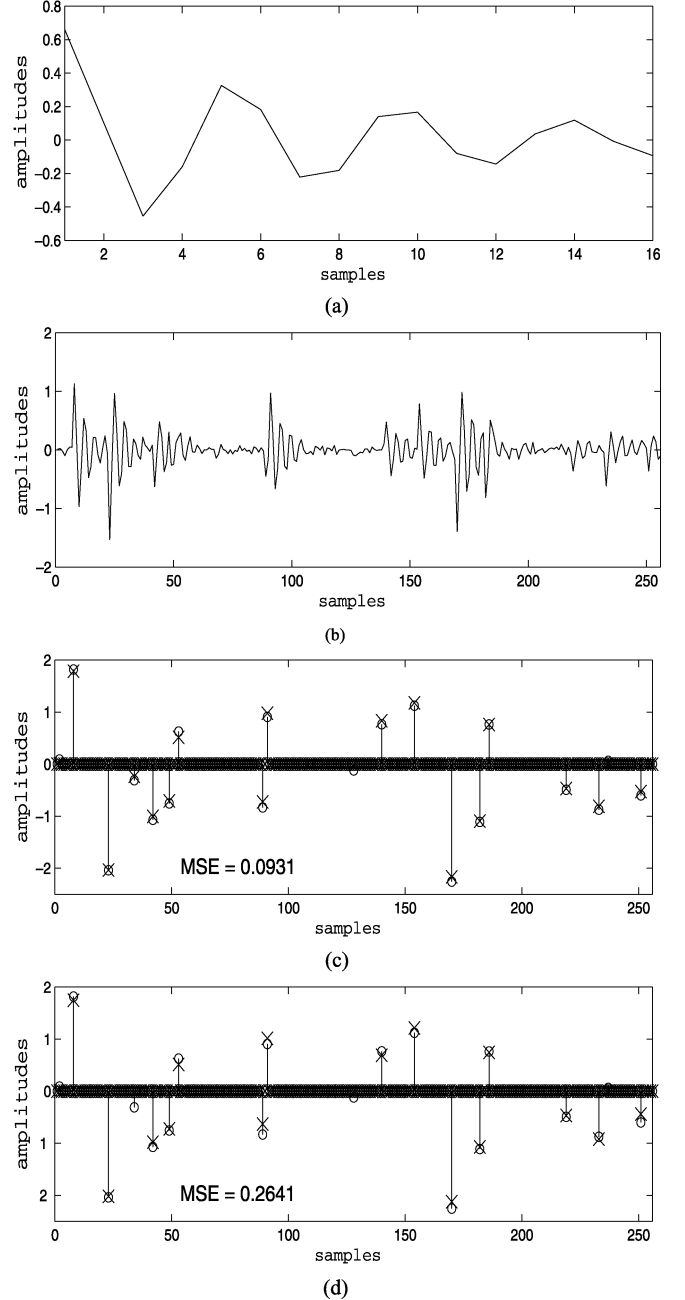 0.8
0.6
0.4
0.2
0
−0.2
−0.4
−0.6
amplitudes
2 4 6 8 10 12 14 16
samples
(a)
2
1
0
−1
−2
amplitudes
0 50 100 150 200 250
samples
(b)
2
1
0
−1
−2
amplitudes
MSE = 0.0931
0 50 100 150 200 250
samples
(c)
2
1
0
1
2
amplitudes
MSE = 0.2641
0 50 100 150 200 250
samples
(d)